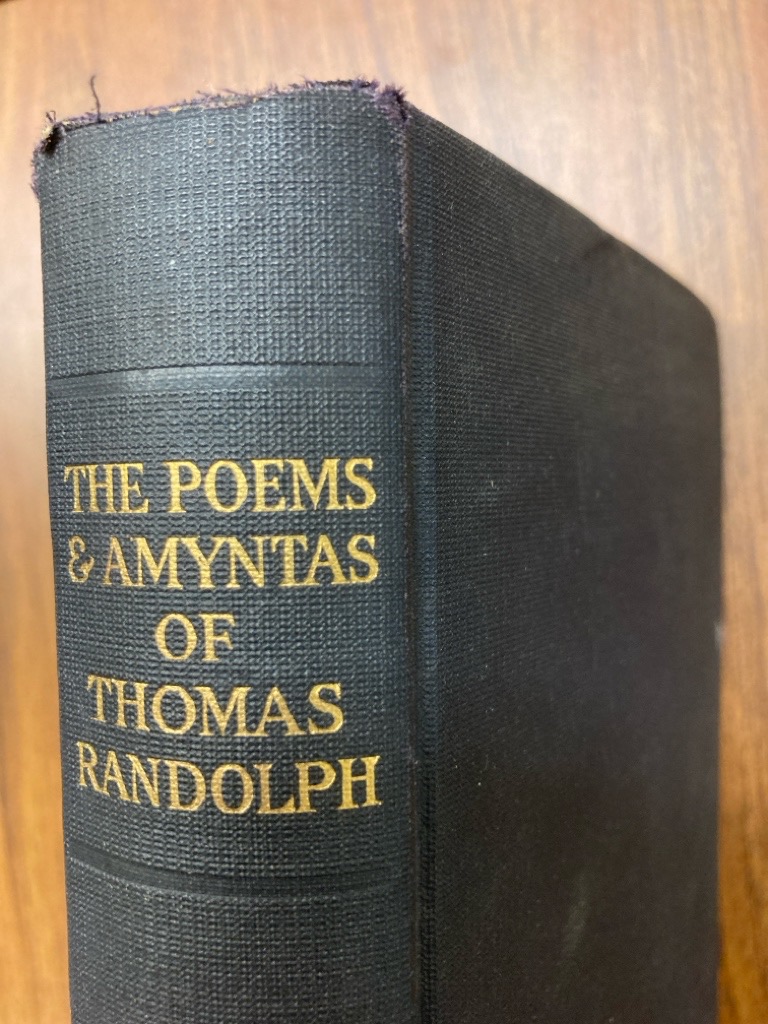 THE POEMS
& AMYNTAS
OF
THOMAS
RANDOLPH